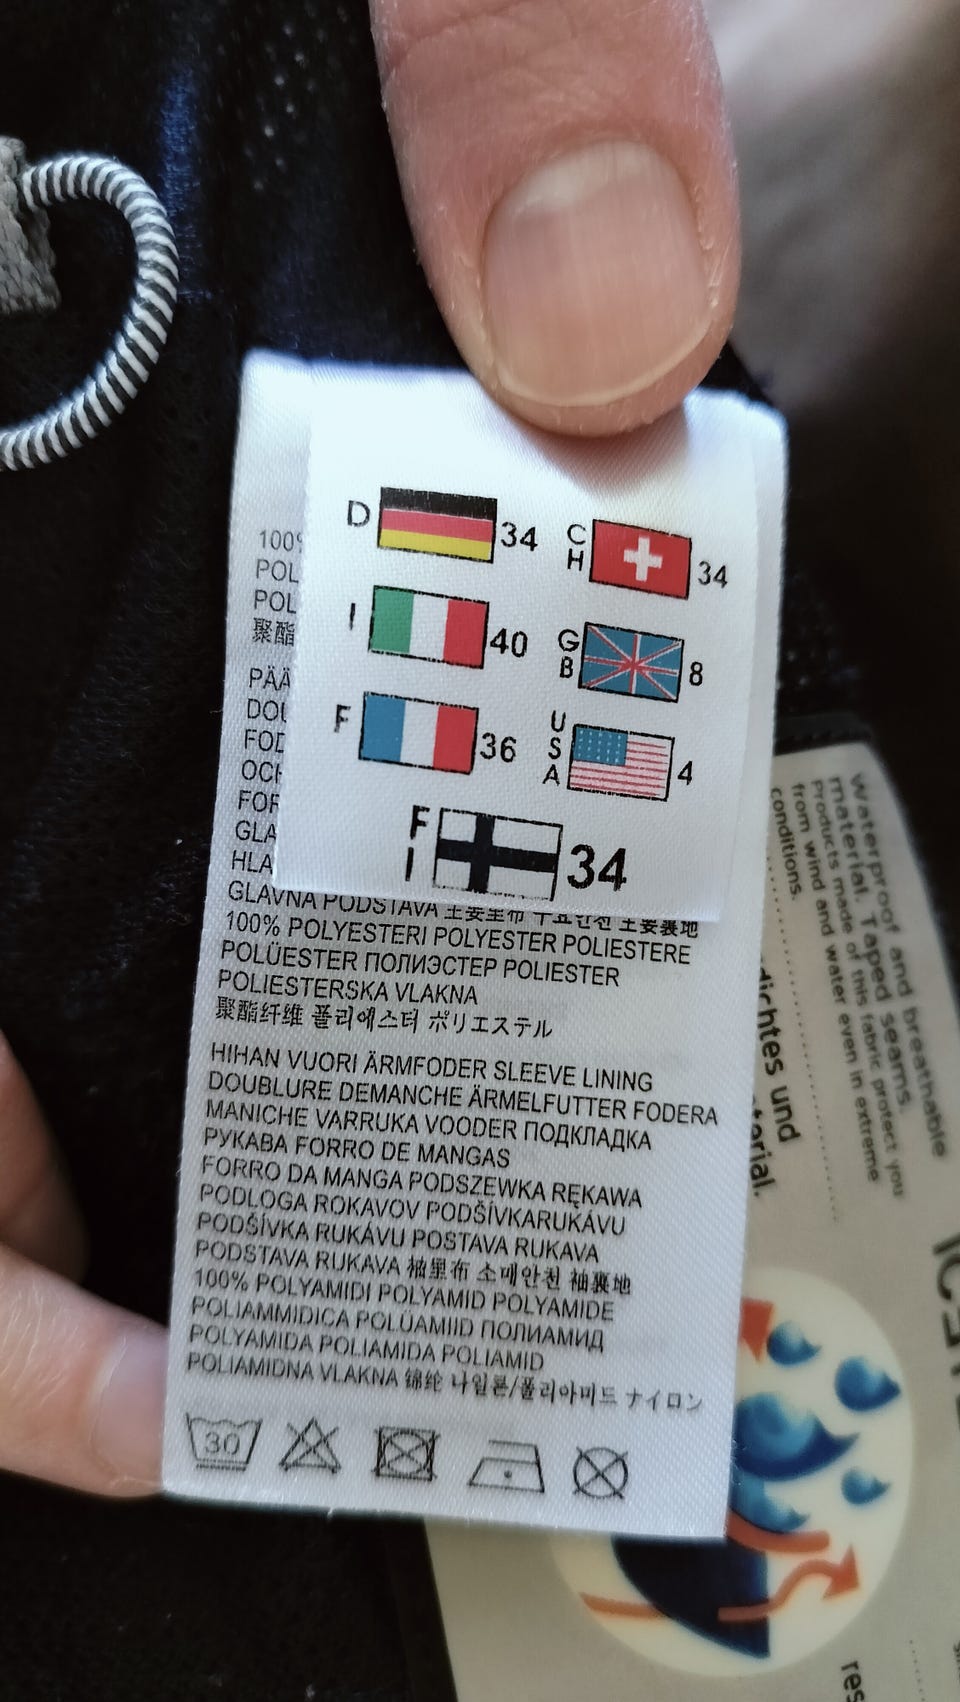 D 34
CH 34
I 40
GB 8
F 36
USA 4
FI 34
100%
POL
POL
聚酯
PÄÄ
DOU
FOD
OCH
FOR
GLA
HLA
GLAVNA PODSTAVA 主要里布 주요안천 主要裏地
100% POLYESTERI POLYESTER POLIESTERE
POLÜESTER ПОЛИЭСТЕР POLIESTER
POLIESTERSKA VLAKNA
聚酯纤维 폴리에스터 ポリエステル
HIHAN VUORI ÄRMFODER SLEEVE LINING
DOUBLURE DEMANCHE ÄRMELFUTTER FODERA
MANICHE VARRUKA VOODER ПОДКЛАДКА
РУКАВА FORRO DE MANGAS
FORRO DA MANGA PODSZEWKA RĘKAWA
PODLOGA ROKAVOV PODŠÍVKARUKÁVU
PODŠÍVKA RUKÁVU POSTAVA RUKAVA
PODSTAVA RUKAVA 袖里布 소매안천 袖裏地
100% POLYAMIDI POLYAMID POLYAMIDE
POLIAMMIDICA POLÜAMIID ПОЛИАМИД
POLYAMIDA POLIAMIDA POLIAMID
POLIAMIDNA VLAKNA 锦纶 나일론/폴리아미드 ナイロン
30
waterproof and breathable
material. Taped seams.
Products made of this fabric protect you
from wind and water even in extreme
conditions.
dichtes und
terial.
res